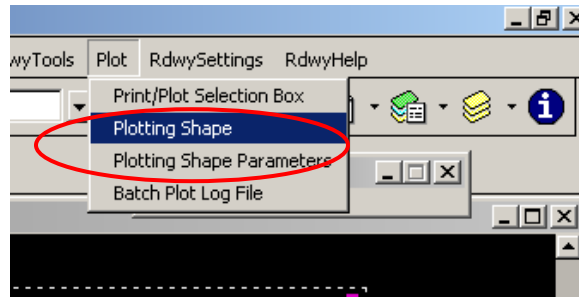 wyTools Plot RdwySettings RdwyHelp
Print/Plot Selection Box
Plotting Shape
Plotting Shape Parameters
Batch Plot Log File